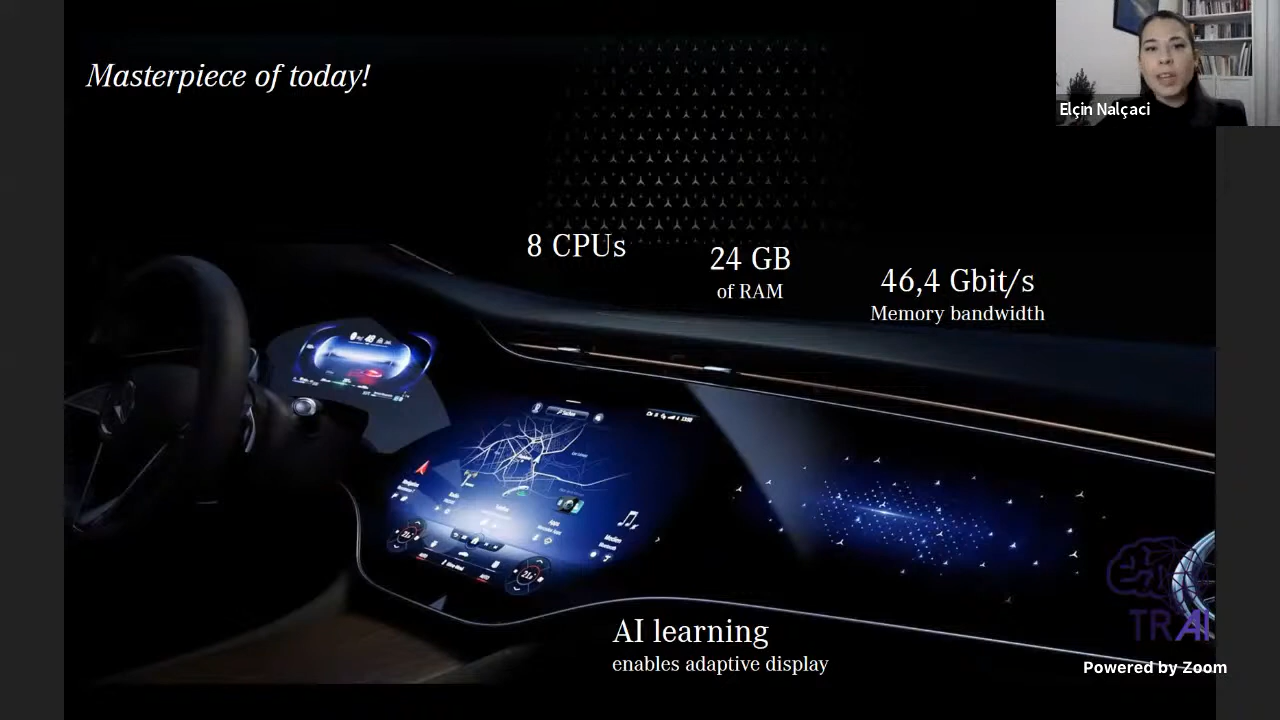 Masterpiece of today!
Elçin Nalçaci
8 CPUs
24 GB
of RAM
46,4 Gbit/s
Memory bandwidth
AI learning
enables adaptive display
TRAI
Powered by Zoom